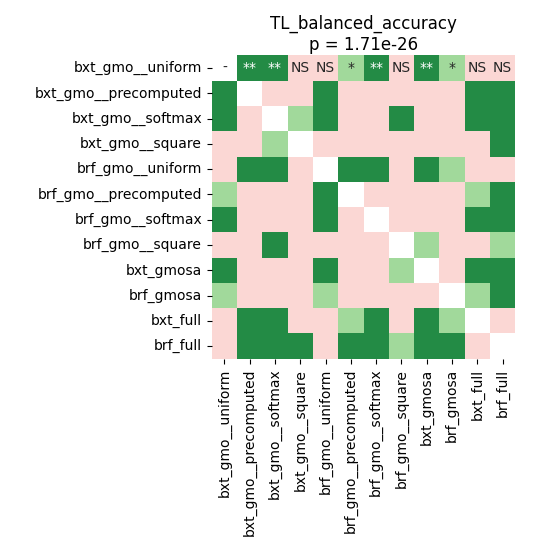 TL_balanced_accuracy
p = 1.71e-26
bxt_gmo__uniform - ** ** NS NS * ** NS ** * NS NS
bxt_gmo__precomputed
bxt_gmo__softmax
bxt_gmo__square
brf_gmo__uniform
brf_gmo__precomputed
brf_gmo__softmax
brf_gmo__square
bxt_gmosa
brf_gmosa
bxt_full
brf_full
bxt_gmo__uniform
bxt_gmo__precomputed
bxt_gmo__softmax
bxt_gmo__square
brf_gmo__uniform
brf_gmo__precomputed
brf_gmo__softmax
brf_gmo__square
bxt_gmosa
brf_gmosa
bxt_full
brf_full